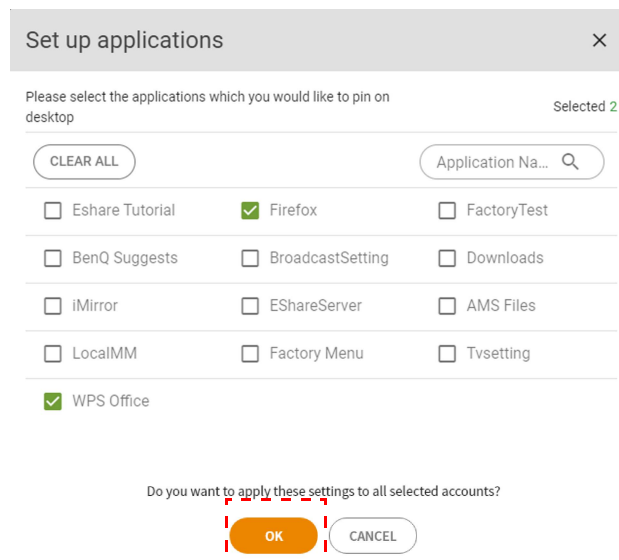 Set up applications
Please select the applications which you would like to pin on
desktop
Selected 2
CLEAR ALL
Application Na...
Eshare Tutorial
Firefox
FactoryTest
BenQ Suggests
BroadcastSetting
Downloads
iMirror
EShareServer
AMS Files
LocalMM
Factory Menu
Tvsetting
WPS Office
Do you want to apply these settings to all selected accounts?
OK
CANCEL